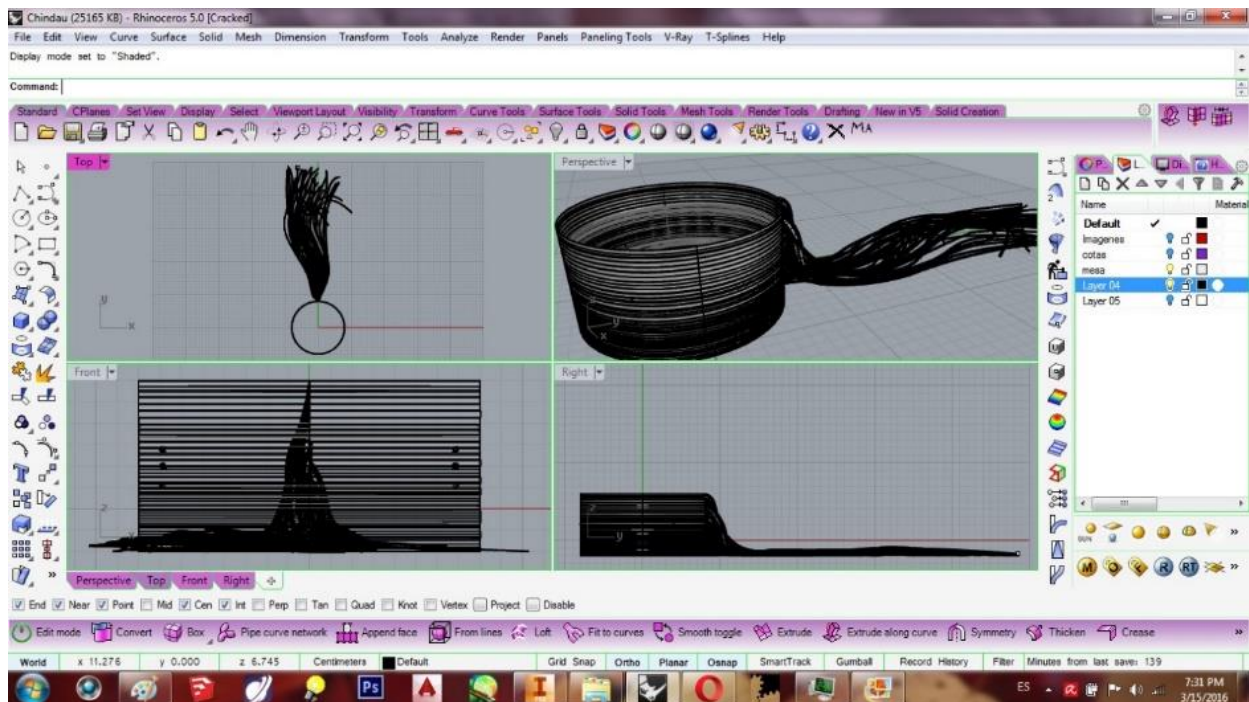 Chindau (25165 KB) - Rhinoceros 5.0 [Cracked]
File Edit View Curve Surface Solid Mesh Dimension Transform Tools Analyze Render Panels Paneling Tools V-Ray T-Splines Help
Display mode set to "Shaded".
Command:
Standard CPlanes Set View Display Select Viewport Layout Visibility Transform Curve Tools Surface Tools Solid Tools Mesh Tools Render Tools Drafting New in V5 Solid Creation
MA
Top Perspective P.. L.. Di.. H..
2 Name Material
Default
Imagenes
cotas
mesa
Layer 04
Layer 05
y x
z y x
Front Right
z x
z y
Perspective Top Front Right
M R RT
End Near Point Mid Cen Int Perp Tan Quad Knot Vertex Project Disable
Edit mode Convert Box Pipe curve network Append face From lines Loft Fit to curves Smooth toggle Extrude Extrude along curve Symmetry Thicken Crease
World x 11.276 y 0.000 z 6.745 Centimeters Default Grid Snap Ortho Planar Osnap SmartTrack Gumball Record History Filter Minutes from last save: 139
Ps A I ES 7:31 PM
3/15/2016